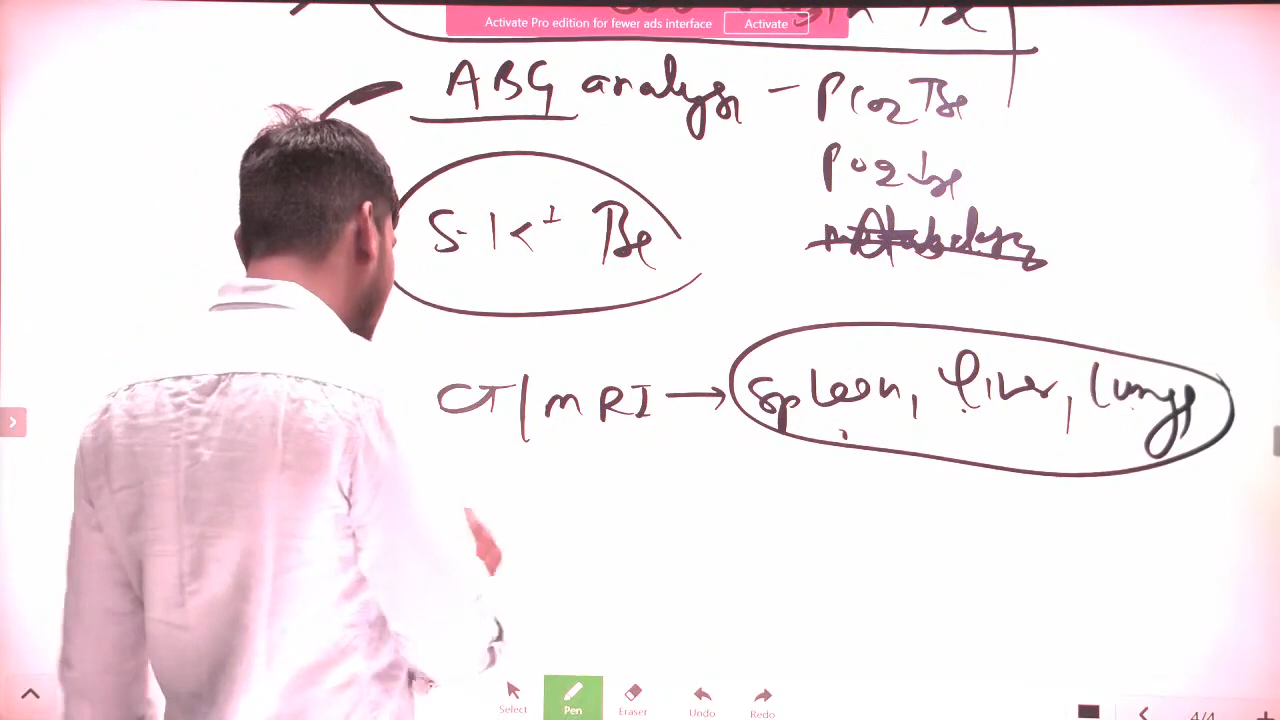 Activate Pro edition for fewer ads interface Activate
ABG analysis - PCO2 ↑se
PO2 ↓se
S. K+ ↑se
CT/MRI → Spleen, Liver, Lungs
Select Pen Eraser Undo Redo
4/4